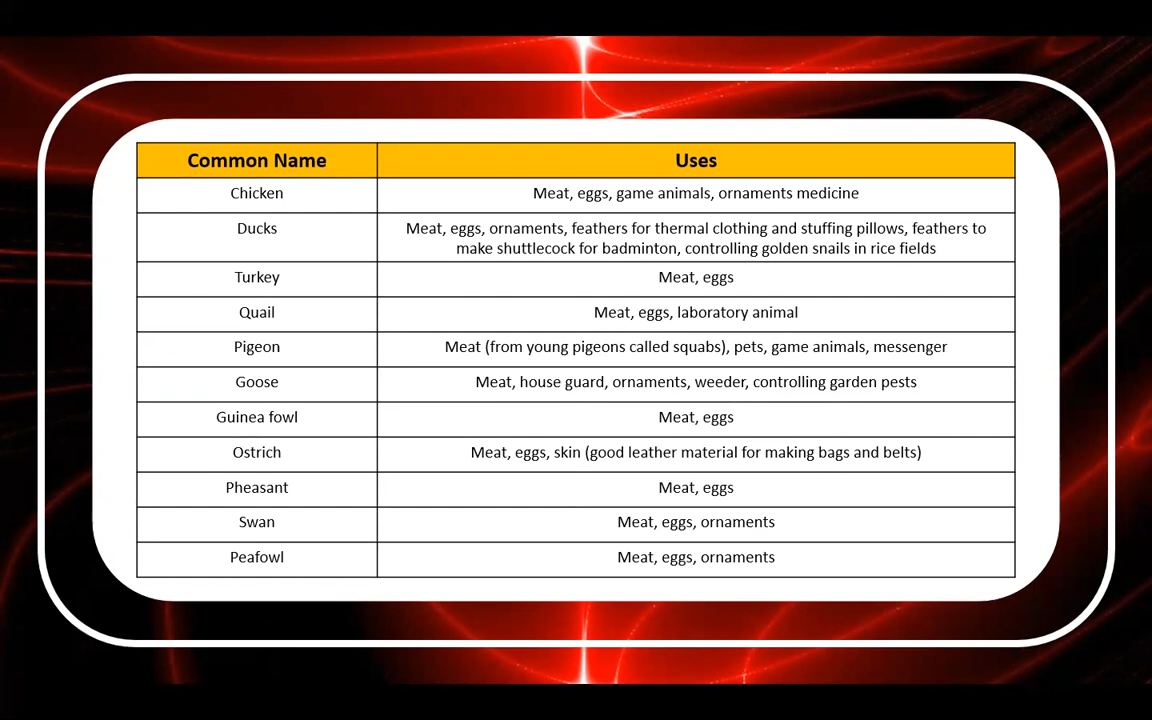 Common Name Uses
Chicken Meat, eggs, game animals, ornaments medicine
Ducks Meat, eggs, ornaments, feathers for thermal clothing and stuffing pillows, feathers to
make shuttlecock for badminton, controlling golden snails in rice fields
Turkey Meat, eggs
Quail Meat, eggs, laboratory animal
Pigeon Meat (from young pigeons called squabs), pets, game animals, messenger
Goose Meat, house guard, ornaments, weeder, controlling garden pests
Guinea fowl Meat, eggs
Ostrich Meat, eggs, skin (good leather material for making bags and belts)
Pheasant Meat, eggs
Swan Meat, eggs, ornaments
Peafowl Meat, eggs, ornaments